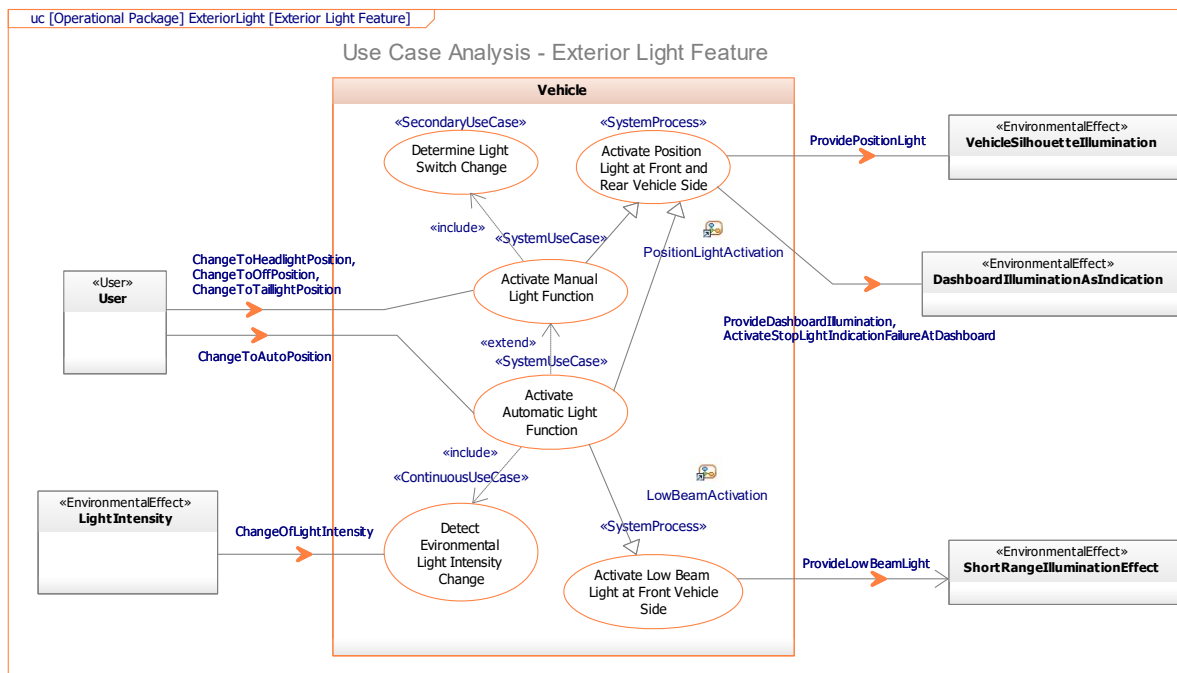 uc [Operational Package] ExteriorLight [Exterior Light Feature]
Use Case Analysis - Exterior Light Feature
Vehicle
«SecondaryUseCase»
Determine Light
Switch Change
«SystemProcess»
Activate Position
Light at Front and
Rear Vehicle Side
ProvidePositionLight
«EnvironmentalEffect»
VehicleSilhouetteIllumination
«include»
«SystemUseCase»
Activate Manual
Light Function
PositionLightActivation
«EnvironmentalEffect»
DashboardIlluminationAsIndication
ChangeToHeadlightPosition,
ChangeToOffPosition,
ChangeToTaillightPosition
«User»
User
ChangeToAutoPosition
ProvideDashboardIllumination,
ActivateStopLightIndicationFailureAtDashboard
«extend»
«SystemUseCase»
Activate
Automatic Light
Function
«include»
«ContinuousUseCase»
Detect
Evironmental
Light Intensity
Change
«EnvironmentalEffect»
LightIntensity
ChangeOfLightIntensity
LowBeamActivation
«SystemProcess»
Activate Low Beam
Light at Front Vehicle
Side
ProvideLowBeamLight
«EnvironmentalEffect»
ShortRangeIlluminationEffect